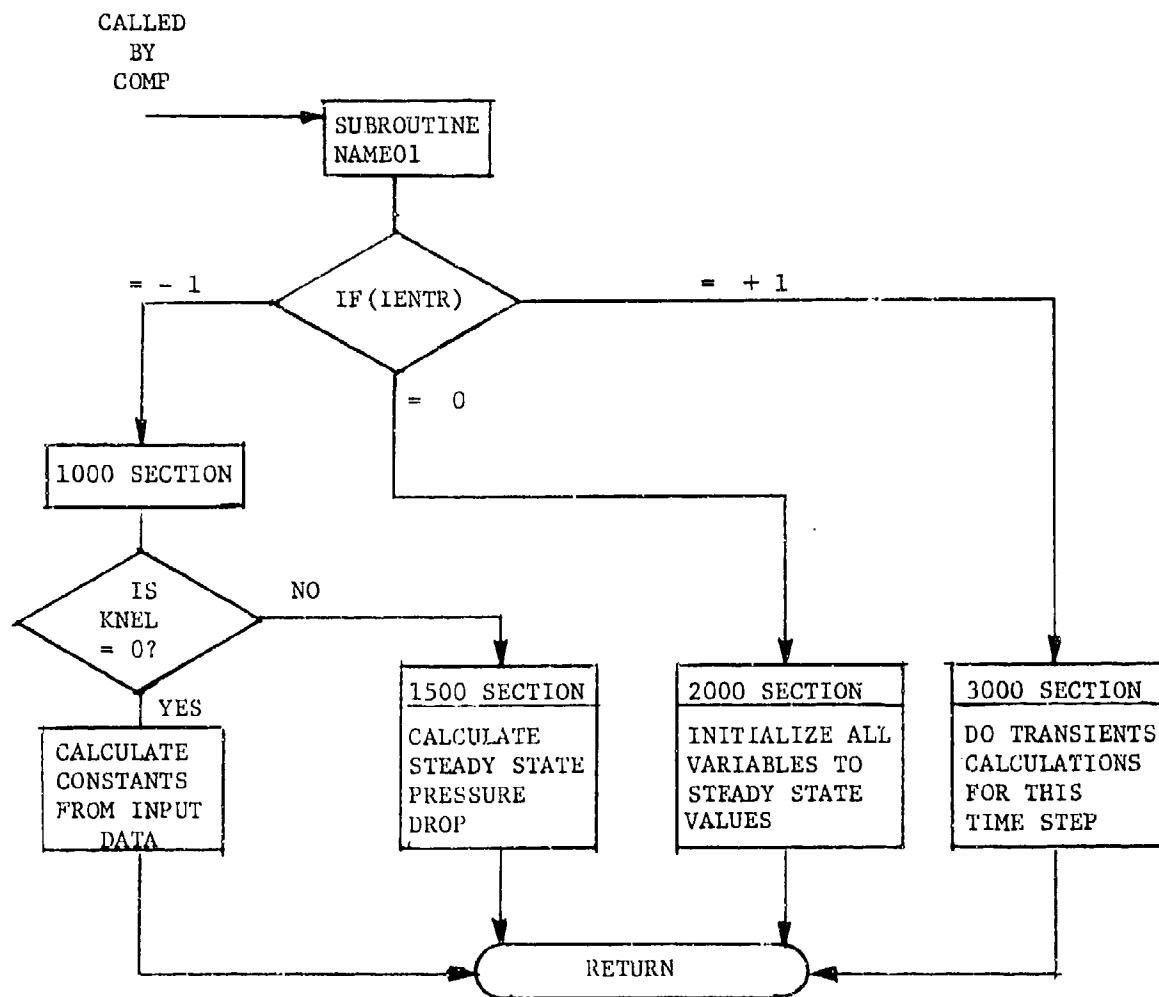 CALLED
BY
COMP
SUBROUTINE
NAME01
IF(IENTR)
= - 1
= + 1
= 0
1000 SECTION
IS
KNEL
= 0?
NO
YES
CALCULATE
CONSTANTS
FROM INPUT
DATA
1500 SECTION
CALCULATE
STEADY STATE
PRESSURE
DROP
2000 SECTION
INITIALIZE ALL
VARIABLES TO
STEADY STATE
VALUES
3000 SECTION
DO TRANSIENTS
CALCULATIONS
FOR THIS
TIME STEP
RETURN